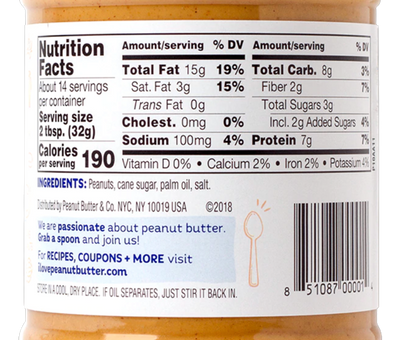 Nutrition
Facts
About 14 servings
per container
Serving size
2 tbsp. (32g)
Calories
per serving 190
Amount/serving % DV
Total Fat 15g 19%
Sat. Fat 3g 15%
Trans Fat 0g
Cholest. 0mg 0%
Sodium 100mg 4%
Amount/serving % DV
Total Carb. 8g 3%
Fiber 2g 7%
Total Sugars 3g
Incl. 2g Added Sugars 4%
Protein 7g 7%
Vitamin D 0% • Calcium 2% • Iron 2% • Potassium 4%
INGREDIENTS: Peanuts, cane sugar, palm oil, salt.
Distributed by Peanut Butter & Co. NYC, NY 10019 USA ©2018
We are passionate about peanut butter.
Grab a spoon and join us!
For RECIPES, COUPONS + MORE visit
ilovepeanutbutter.com
STORE IN A COOL, DRY PLACE. IF OIL SEPARATES, JUST STIR IT BACK IN.
8 51087 00001 4